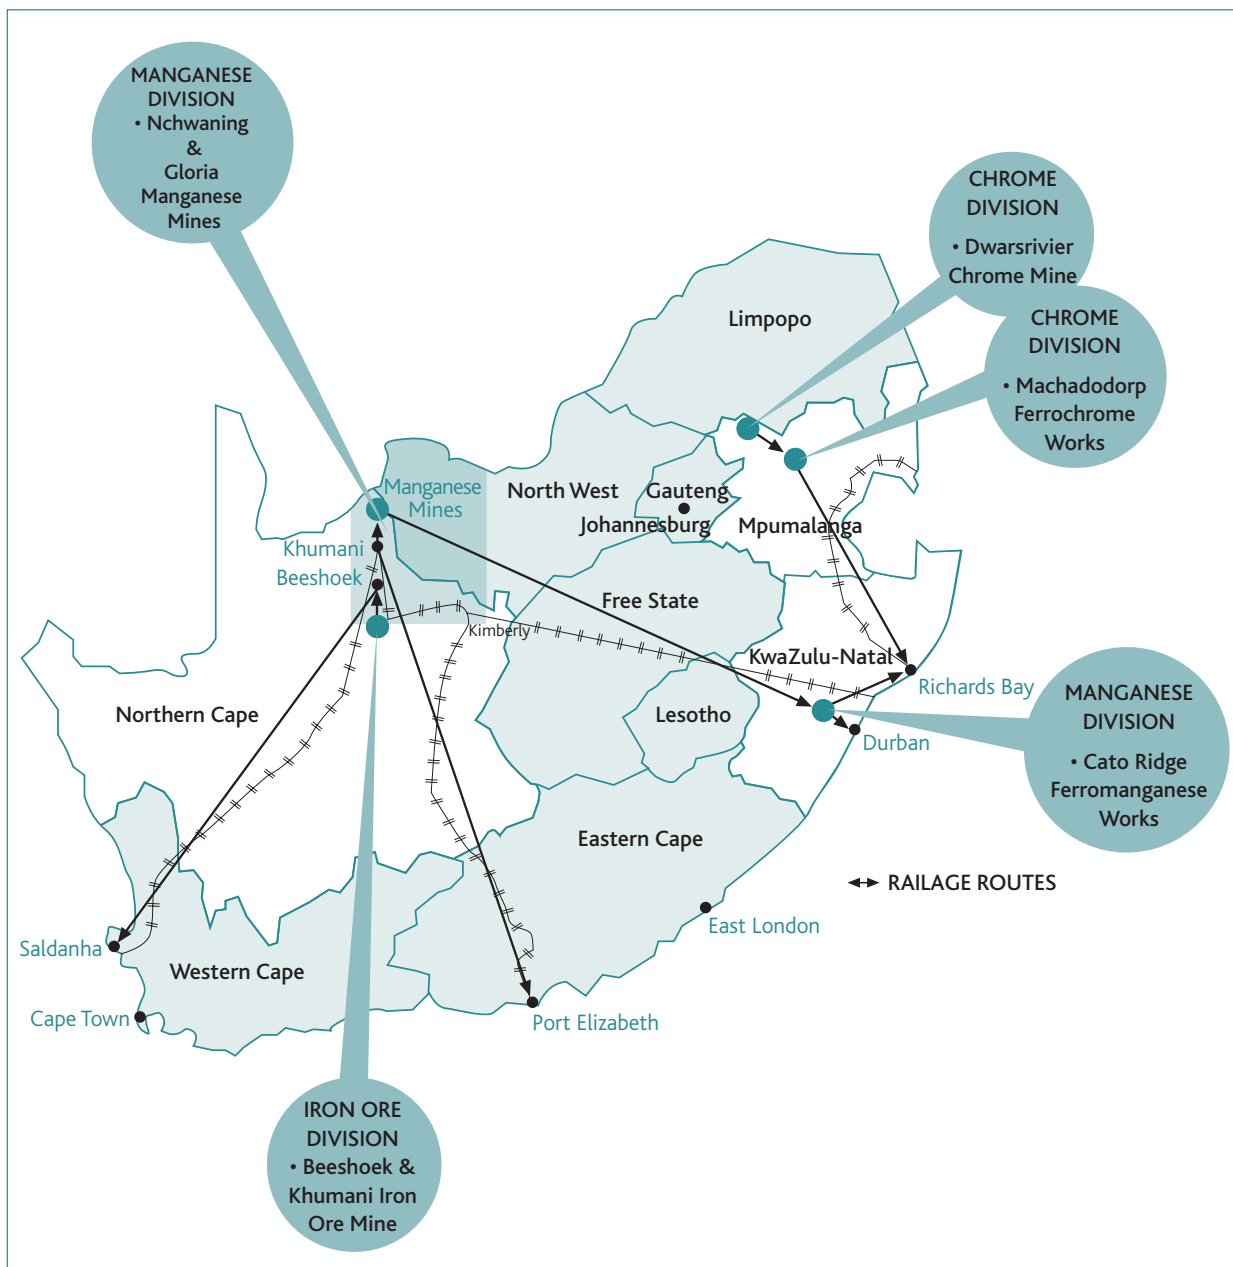 MANGANESE
DIVISION
• Nchwaning
&
Gloria
Manganese
Mines
CHROME
DIVISION
• Dwarsrivier
Chrome Mine
CHROME
DIVISION
• Machadodorp
Ferrochrome
Works
Limpopo
Manganese
Mines
North West
Gauteng
Johannesburg
Mpumalanga
Khumani
Beeshoek
Free State
Kimberly
KwaZulu-Natal
Richards Bay
Northern Cape
Lesotho
Durban
MANGANESE
DIVISION
• Cato Ridge
Ferromanganese
Works
Eastern Cape
RAILAGE ROUTES
East London
Saldanha
Western Cape
Cape Town
Port Elizabeth
IRON ORE
DIVISION
• Beeshoek &
Khumani Iron
Ore Mine